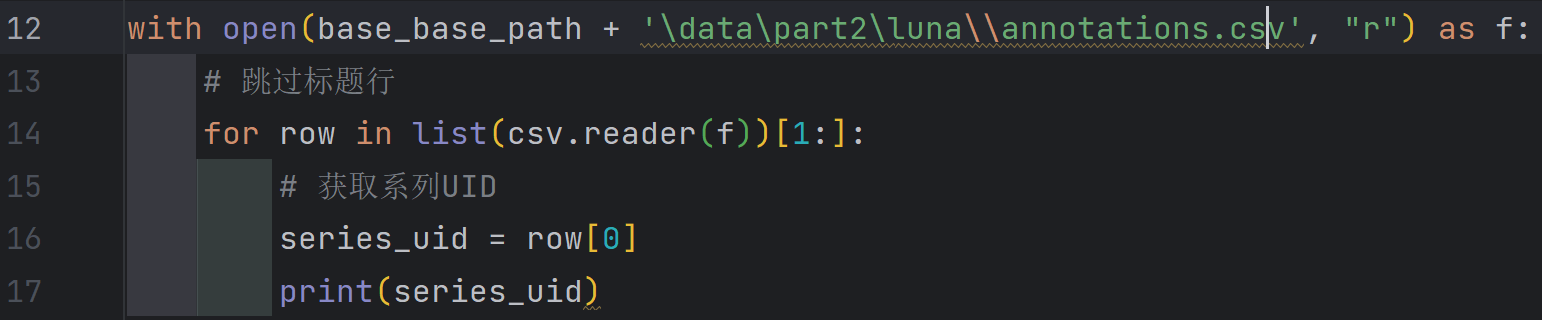 12 with open(base_base_path + '\data\part2\luna\\annotations.csv', "r") as f:
13     # 跳过标题行
14     for row in list(csv.reader(f))[1:]:
15         # 获取系列UID
16         series_uid = row[0]
17         print(series_uid)